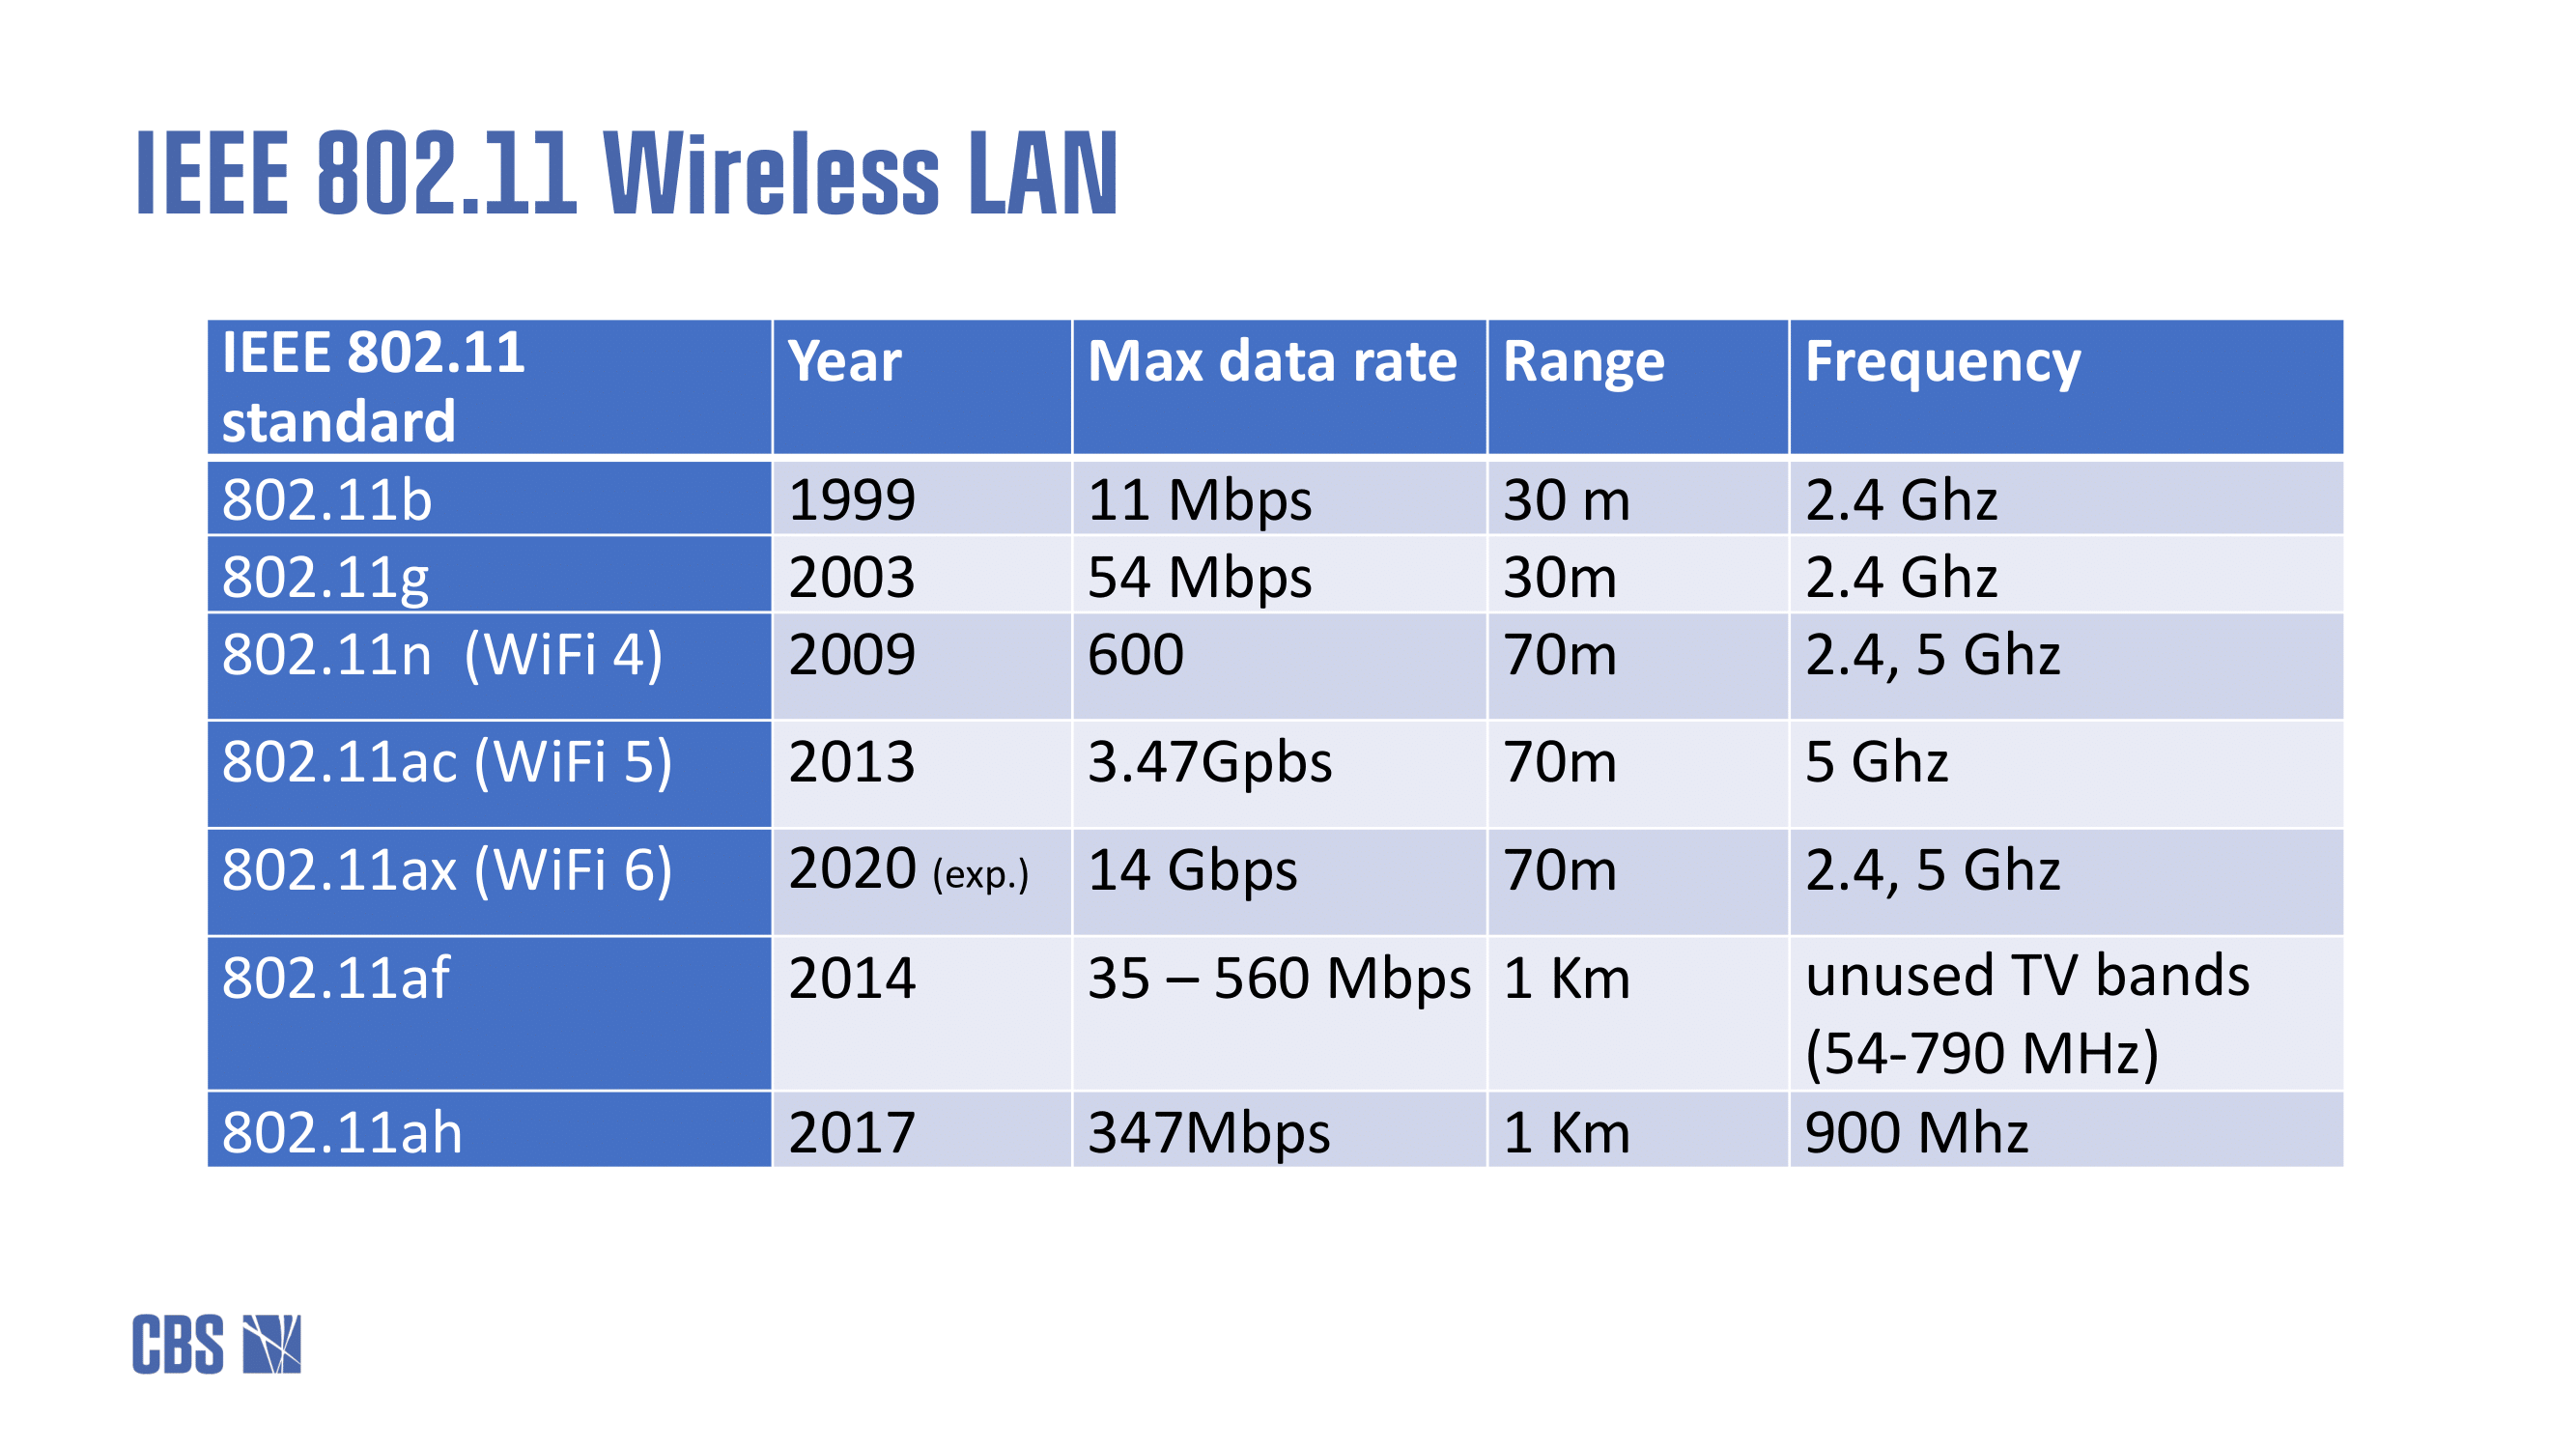 IEEE 802.11 Wireless LAN
IEEE 802.11 standard Year Max data rate Range Frequency
802.11b 1999 11 Mbps 30 m 2.4 Ghz
802.11g 2003 54 Mbps 30m 2.4 Ghz
802.11n (WiFi 4) 2009 600 70m 2.4, 5 Ghz
802.11ac (WiFi 5) 2013 3.47Gpbs 70m 5 Ghz
802.11ax (WiFi 6) 2020 (exp.) 14 Gbps 70m 2.4, 5 Ghz
802.11af 2014 35 – 560 Mbps 1 Km unused TV bands (54-790 MHz)
802.11ah 2017 347Mbps 1 Km 900 Mhz
CBS